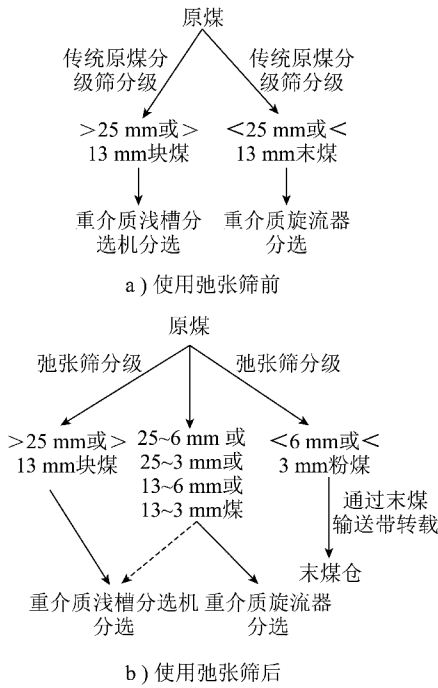 原煤
传统原煤分
级筛分级
传统原煤分
级筛分级
>25 mm或>
13 mm块煤
<25 mm或<
13 mm末煤
重介质浅槽分
选机分选
重介质旋流器
分选
a ) 使用弛张筛前
原煤
弛张筛分级
弛张筛分级
>25 mm或>
13 mm块煤
25~6 mm 或
25~3 mm或
13~6 mm或
13~3 mm煤
<6 mm或<
3 mm粉煤
通过末煤
输送带转载
末煤仓
重介质浅槽分选机
分选
重介质旋流器
分选
b ) 使用弛张筛后